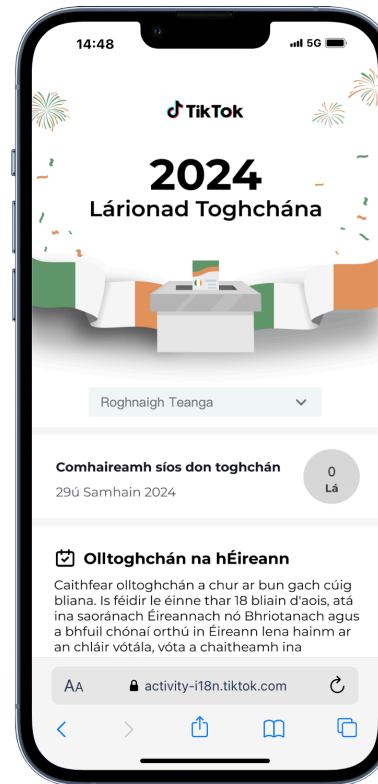 14:48
5G
TikTok
2024
Lárionad Toghchána
Roghnaigh Teanga
Comhaireamh síos don toghchán
29ú Samhain 2024
0
Lá
Olltoghchán na hÉireann
Caithfear olltoghchán a chur ar bun gach cúig
bliana. Is féidir le éinne thar 18 bliain d'aois, atá
ina saoránach Éireannach nó Bhriotanach agus
a bhfuil chónaí orthú in Éireann lena hainm ar
an chláir vótála, vóta a chaitheamh ina
AA
activity-i18n.tiktok.com